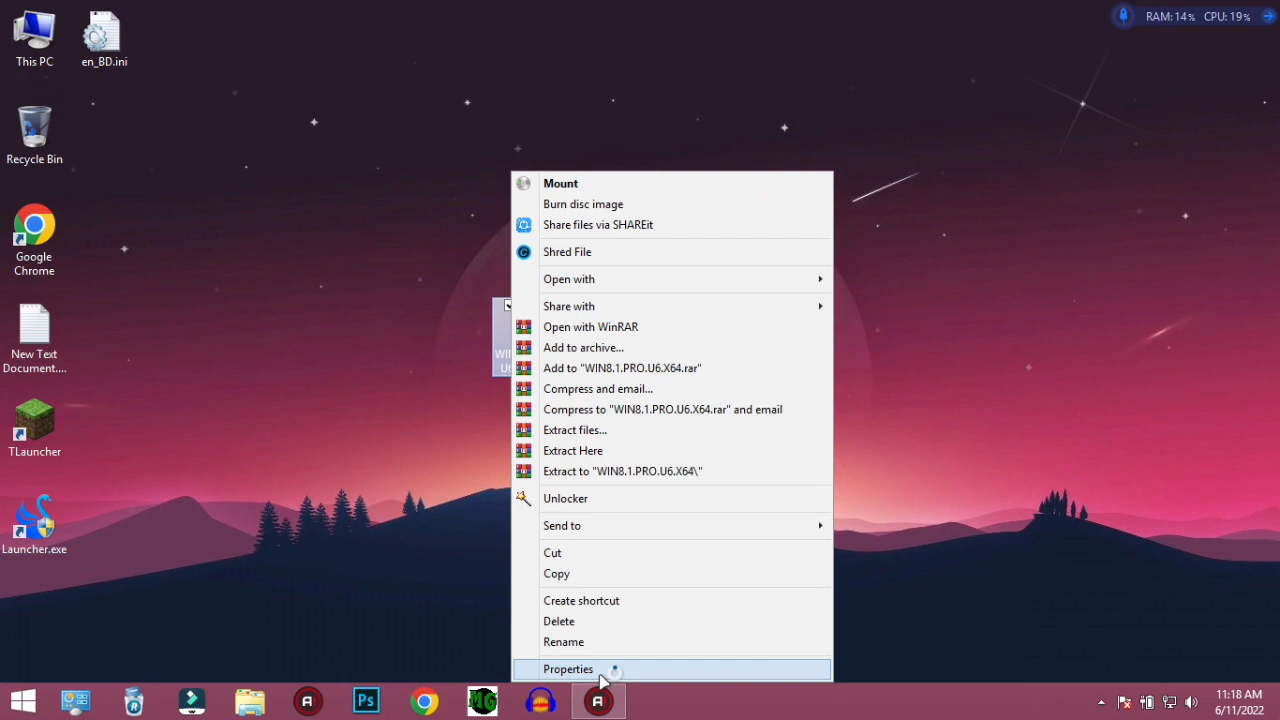 RAM: 14% CPU: 19%
This PC
en_BD.ini
Recycle Bin
Google
Chrome
New Text
Document....
TLauncher
Launcher.exe
Mount
Burn disc image
Share files via SHAREit
Shred File
Open with
Share with
Open with WinRAR
Add to archive...
Add to "WIN8.1.PRO.U6.X64.rar"
Compress and email...
Compress to "WIN8.1.PRO.U6.X64.rar" and email
Extract files...
Extract Here
Extract to "WIN8.1.PRO.U6.X64\"
Unlocker
Send to
Cut
Copy
Create shortcut
Delete
Rename
Properties
Ps
MG
11:18 AM
6/11/2022